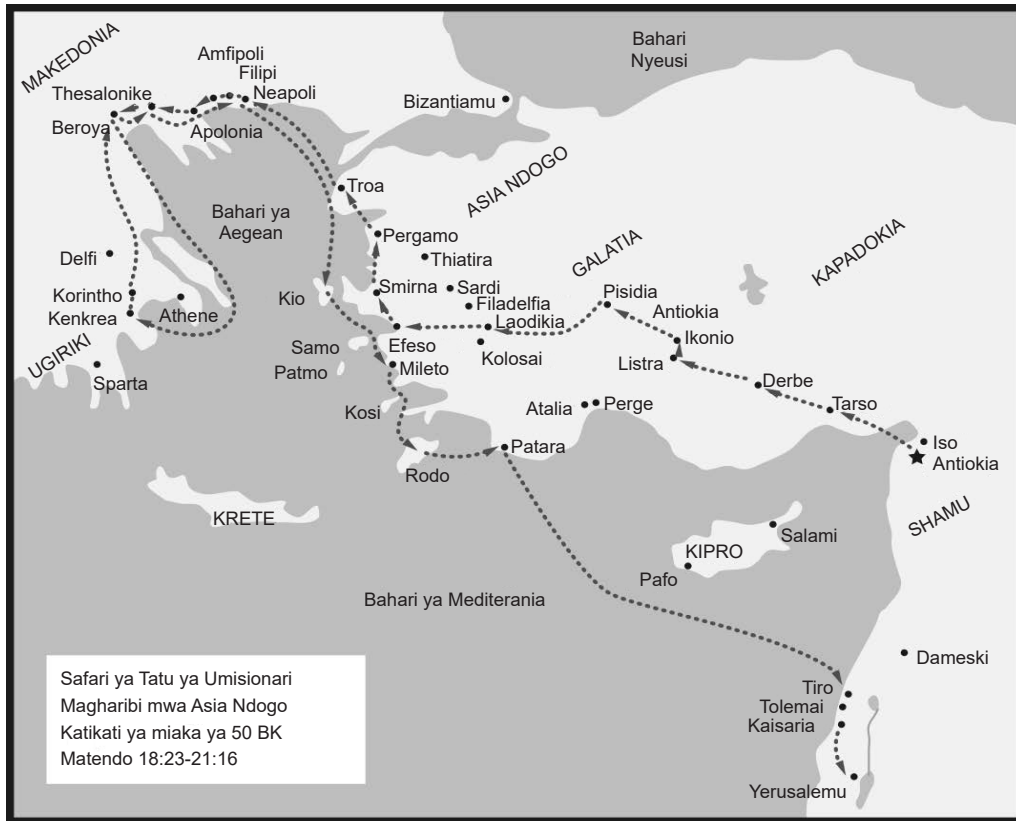 Bahari
Nyeusi
MAKEDONIA
Amfipoli
Filipi
Neapoli
Thesalonike
Beroya
Apolonia
Bizantiamu
ASIA NDOGO
Troa
Bahari ya
Aegean
Pergamo
Thiatira
GALATIA
KAPADOKIA
Delfi
Sardi
Smirna
Filadelfia
Pisidia
Antiokia
Kio
Korintho
Kenkrea
Athene
Laodikia
Ikonio
UGIRIKI
Samo
Efeso
Kolosai
Listra
Patmo
Mileto
Sparta
Derbe
Kosi
Atalia
Perge
Tarso
Iso
Antiokia
Patara
Rodo
KRETE
SHAMU
Salami
KIPRO
Pafo
Bahari ya Mediterania
Dameski
Tiro
Tolemai
Kaisaria
Yerusalemu
Safari ya Tatu ya Umisionari
Magharibi mwa Asia Ndogo
Katikati ya miaka ya 50 BK
Matendo 18:23-21:16